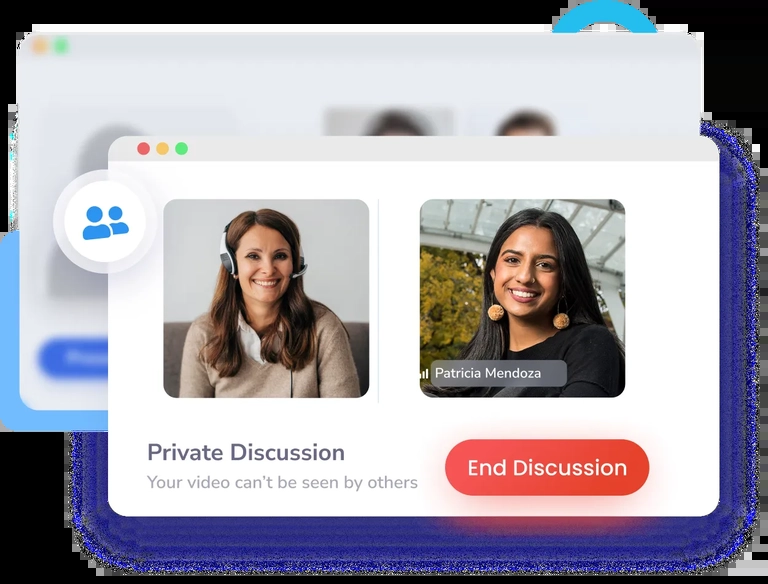 Patricia Mendoza
Private Discussion
Your video can't be seen by others
End Discussion